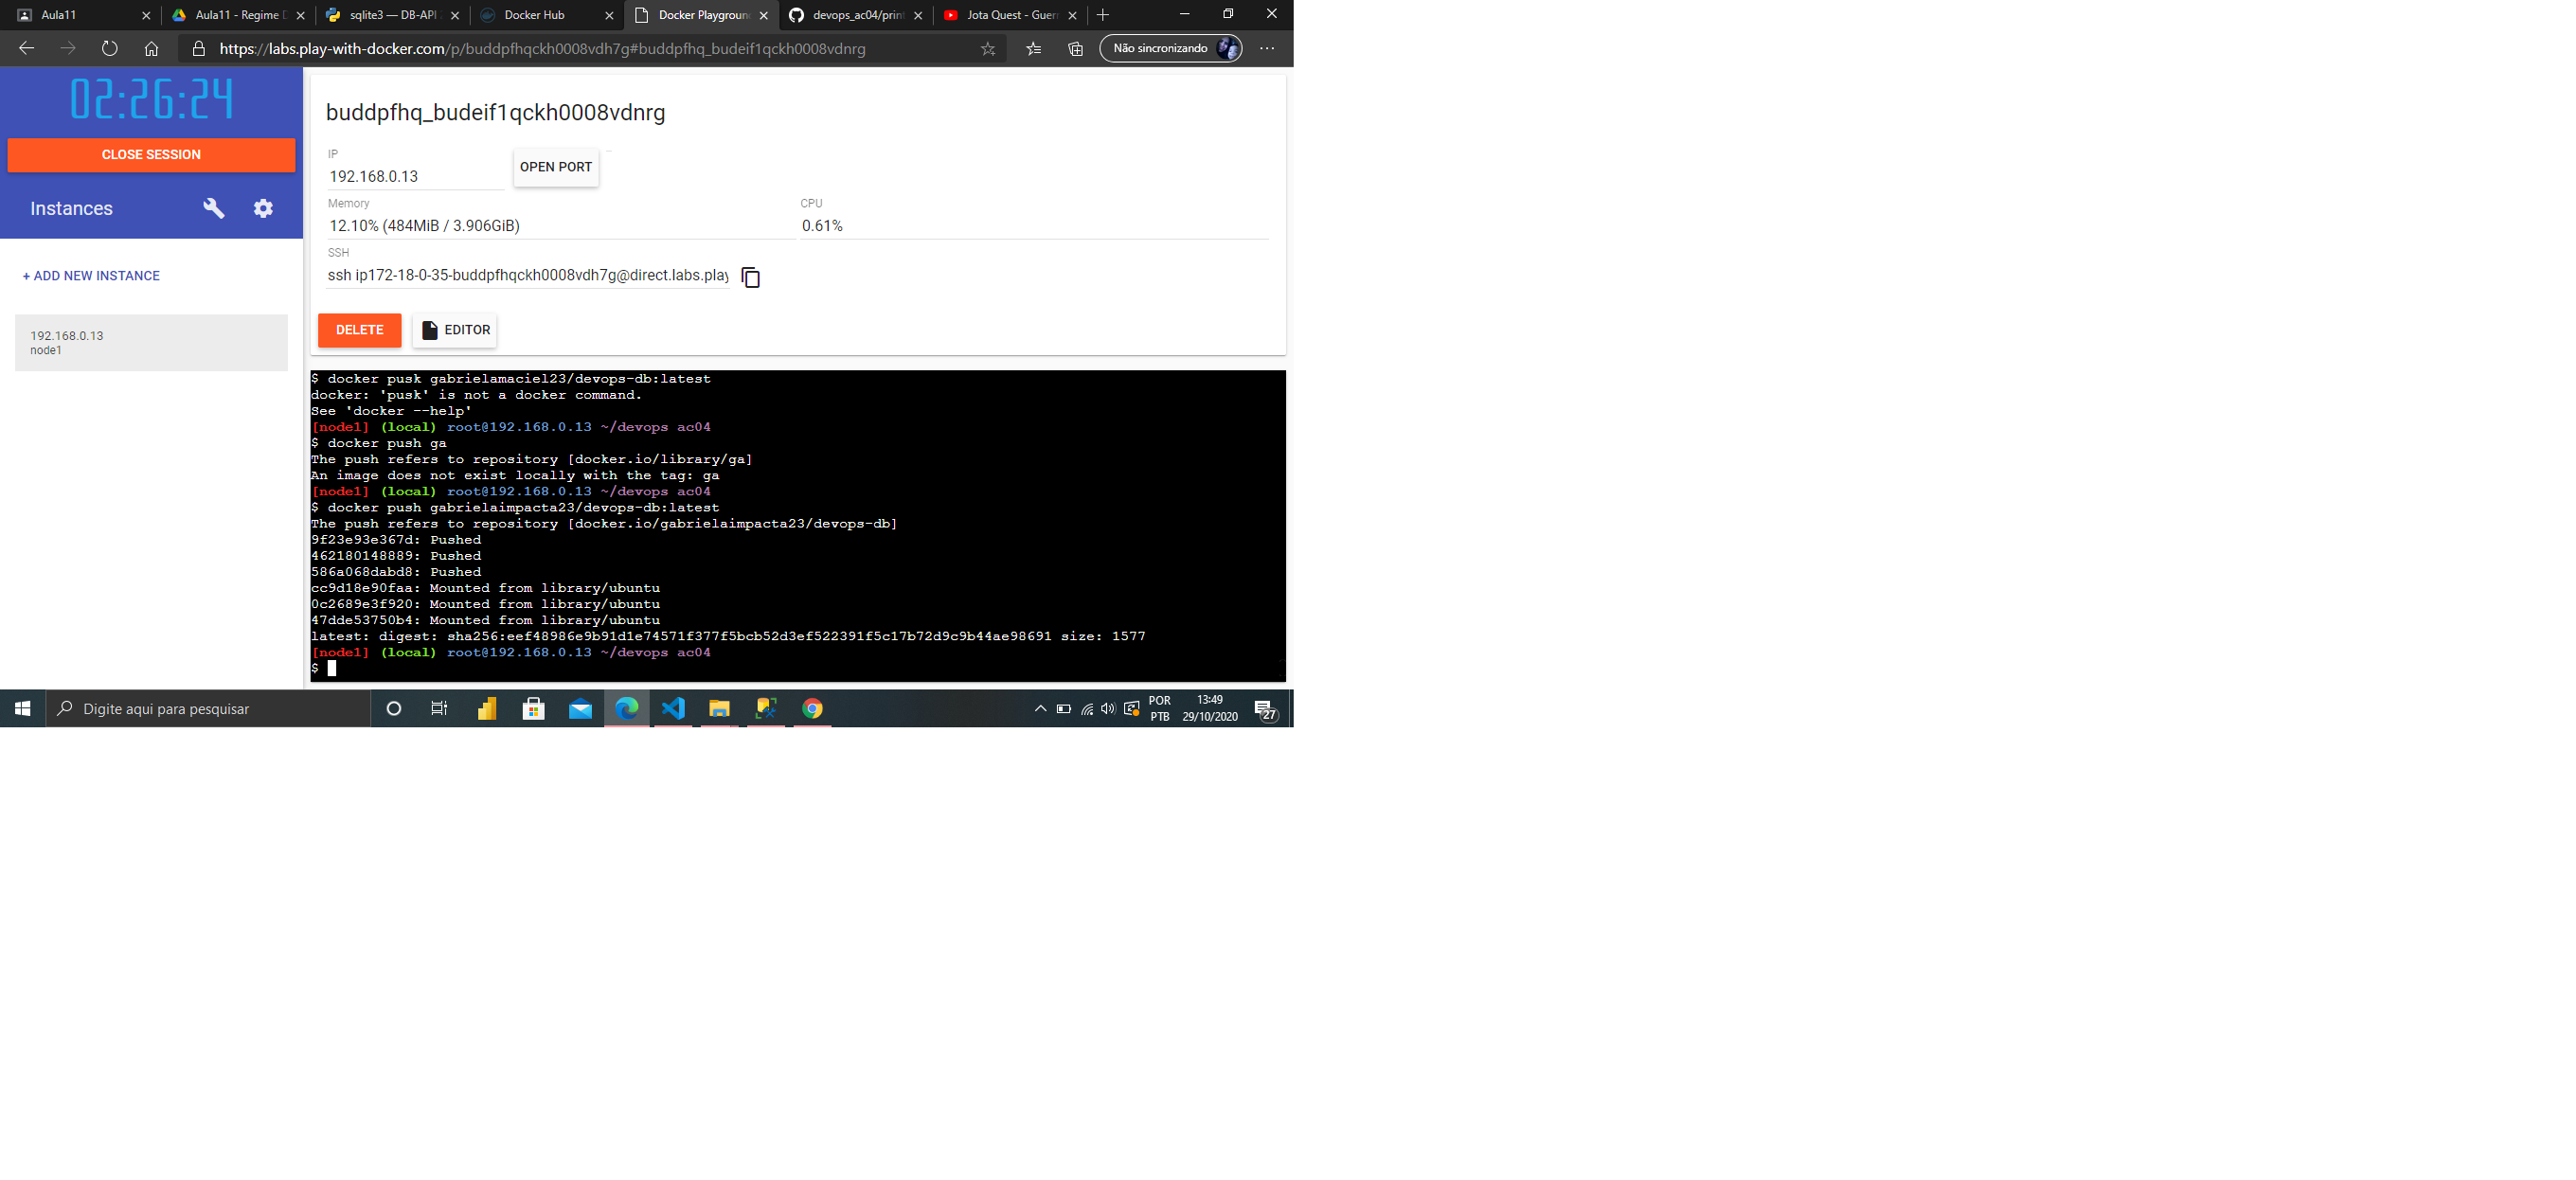 Aula11
Aula11 - Regime D
sqlite3 — DB-API 2
Docker Hub
Docker Playground
devops_ac04/print
Jota Quest - Guerr
https://labs.play-with-docker.com/p/buddpfhqckh0008vdh7g#buddpfhq_budeif1qckh0008vdnrg
Não sincronizando
02:26:24
CLOSE SESSION
Instances
+ ADD NEW INSTANCE
192.168.0.13
node1
buddpfhq_budeif1qckh0008vdnrg
IP
192.168.0.13
OPEN PORT
Memory
12.10% (484MiB / 3.906GiB)
CPU
0.61%
SSH
ssh ip172-18-0-35-buddpfhqckh0008vdh7g@direct.labs.play
DELETE
EDITOR
$ docker pusk gabrielamaciel23/devops-db:latest
docker: 'pusk' is not a docker command.
See 'docker --help'
[node1] (local) root@192.168.0.13 ~/devops ac04
$ docker push ga
The push refers to repository [docker.io/library/ga]
An image does not exist locally with the tag: ga
[node1] (local) root@192.168.0.13 ~/devops ac04
$ docker push gabrielaimpacta23/devops-db:latest
The push refers to repository [docker.io/gabrielaimpacta23/devops-db]
9f23e93e367d: Pushed
462180148889: Pushed
586a068dabd8: Pushed
cc9d18e90faa: Mounted from library/ubuntu
0c2689e3f920: Mounted from library/ubuntu
47dde53750b4: Mounted from library/ubuntu
latest: digest: sha256:eef48986e9b91d1e74571f377f5bcb52d3ef522391f5c17b72d9c9b44ae98691 size: 1577
[node1] (local) root@192.168.0.13 ~/devops ac04
$
Digite aqui para pesquisar
POR
PTB
13:49
29/10/2020
27